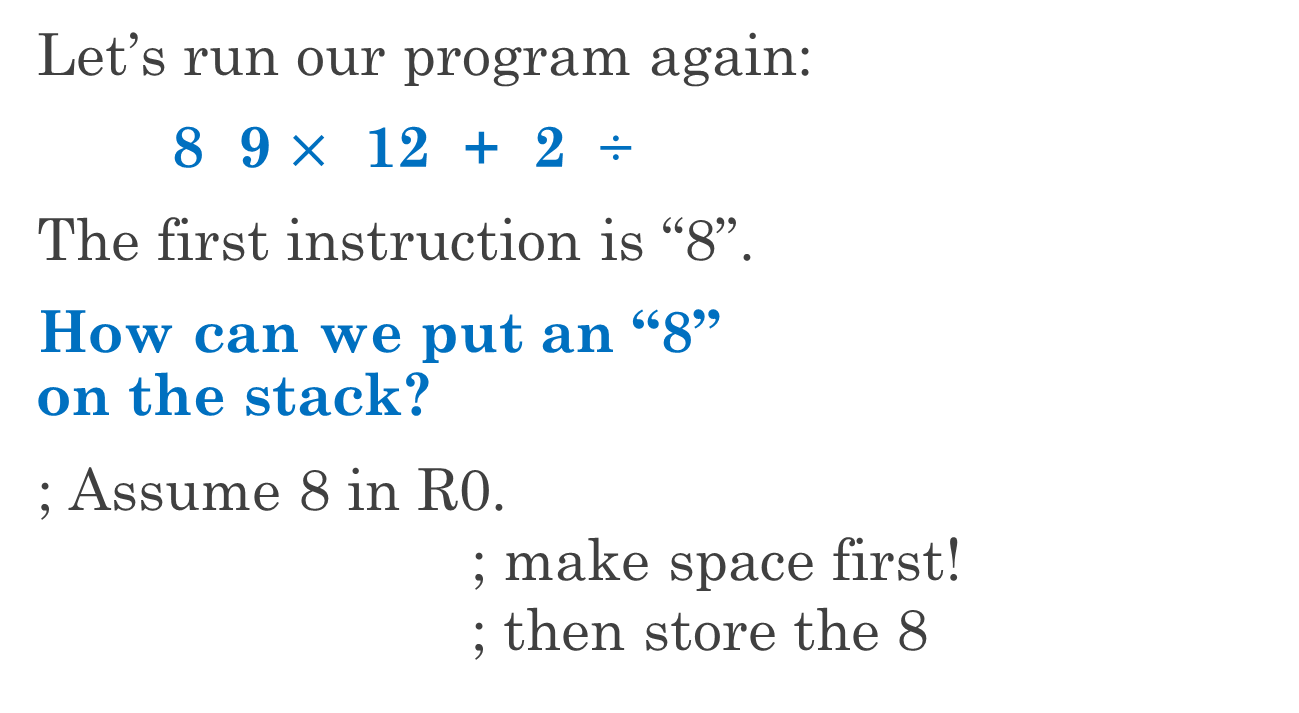 Let’s run our program again:
8 9 × 12 + 2 ÷
The first instruction is “8”.
How can we put an “8”
on the stack?
; Assume 8 in R0.
; make space first!
; then store the 8